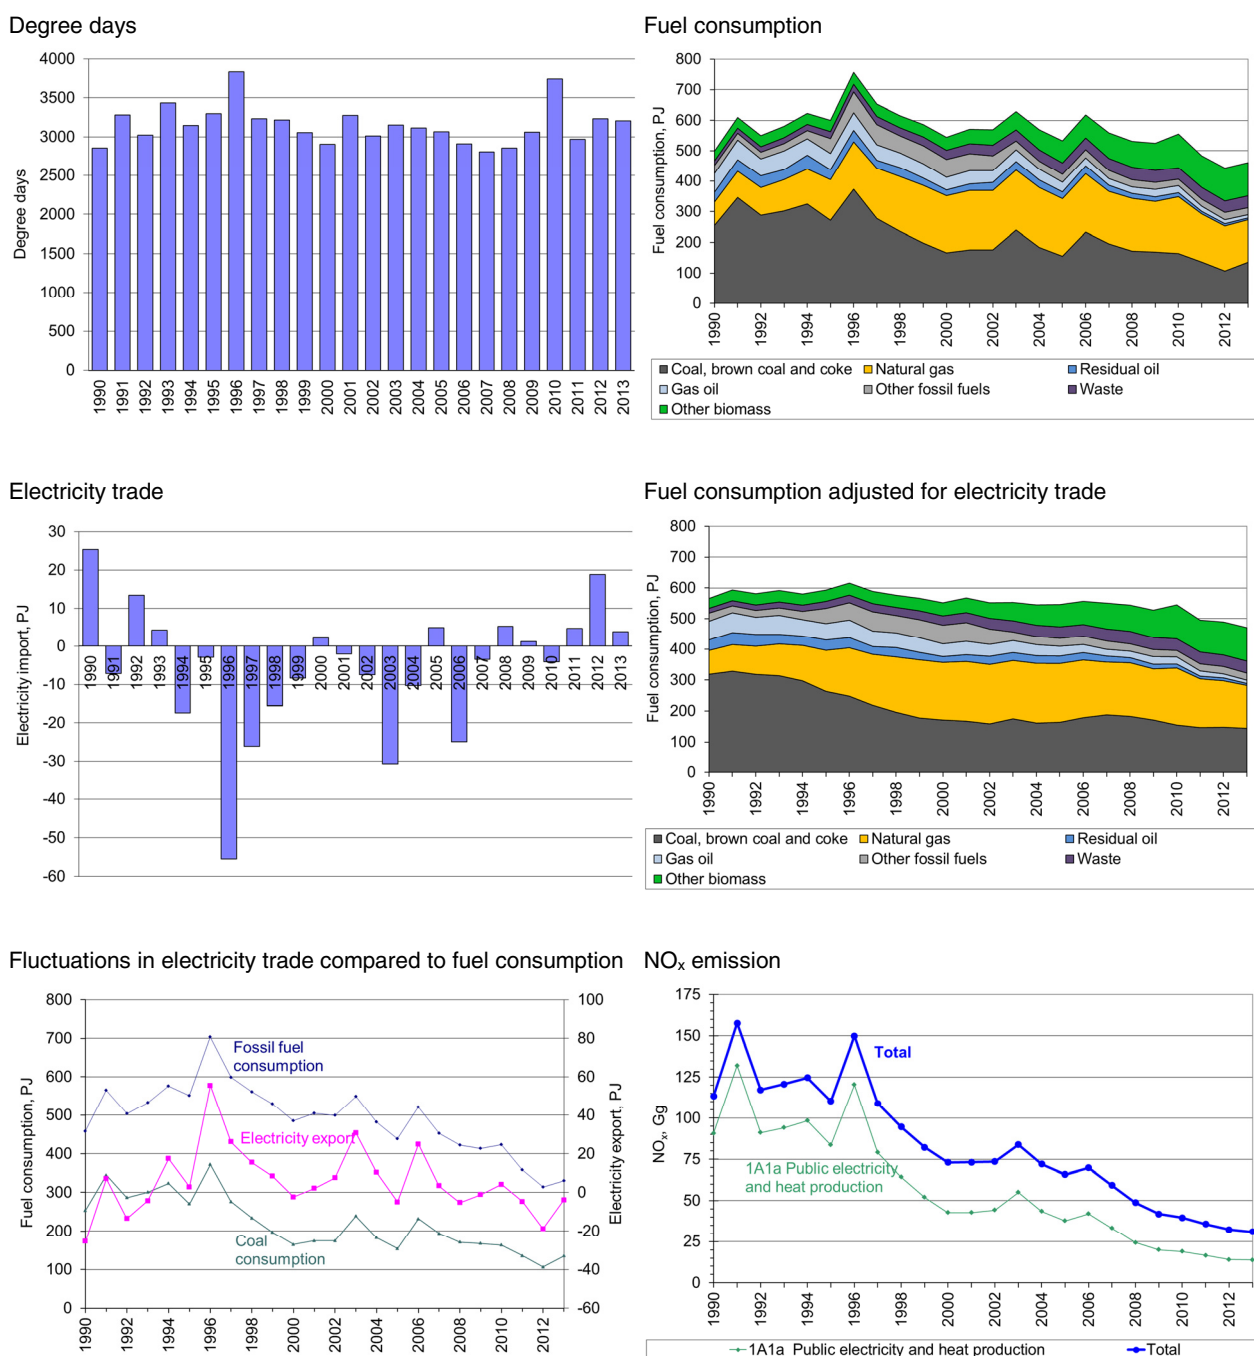 Degree days
4000
3500
3000
2500
2000
1500
1000
500
0
Degree days
1990 1991 1992 1993 1994 1995 1996 1997 1998 1999 2000 2001 2002 2003 2004 2005 2006 2007 2008 2009 2010 2011 2012 2013
Fuel consumption
800
700
600
500
400
300
200
100
0
Fuel consumption, PJ
1990 1992 1994 1996 1998 2000 2002 2004 2006 2008 2010 2012
Coal, brown coal and coke Natural gas Residual oil
Gas oil Other fossil fuels Waste
Other biomass
Electricity trade
30
20
10
0
-10
-20
-30
-40
-50
-60
Electricity import, PJ
1990 1991 1992 1993 1994 1995 1996 1997 1998 1999 2000 2001 2002 2003 2004 2005 2006 2007 2008 2009 2010 2011 2012 2013
Fuel consumption adjusted for electricity trade
800
700
600
500
400
300
200
100
0
Fuel consumption, PJ
1990 1992 1994 1996 1998 2000 2002 2004 2006 2008 2010 2012
Coal, brown coal and coke Natural gas Residual oil
Gas oil Other fossil fuels Waste
Other biomass
Fluctuations in electricity trade compared to fuel consumption
800
700
600
500
400
300
200
100
0
Fuel consumption, PJ
Fossil fuel
consumption
Electricity export
Coal
consumption
100
80
60
40
20
0
-20
-40
-60
Electricity export, PJ
1990 1992 1994 1996 1998 2000 2002 2004 2006 2008 2010 2012
NOx emission
175
150
125
100
75
50
25
0
NOx, Gg
Total
1A1a Public electricity
and heat production
1990 1992 1994 1996 1998 2000 2002 2004 2006 2008 2010 2012
1A1a Public electricity and heat production Total